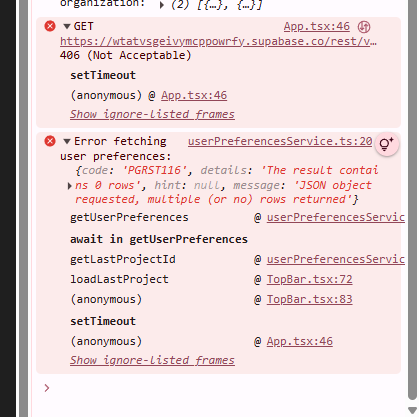 organization: ▶ (2) [{…}, {…}]
▼GET App.tsx:46
https://wtatvsgeivymcppowrfy.supabase.co/rest/v…
406 (Not Acceptable)
setTimeout
(anonymous) @ App.tsx:46
Show ignore-listed frames
▼Error fetching userPreferencesService.ts:20
user preferences:
{code: 'PGRST116', details: 'The result contai
▶ns 0 rows', hint: null, message: 'JSON object
requested, multiple (or no) rows returned'}
getUserPreferences @ userPreferencesServic
await in getUserPreferences
getLastProjectId @ userPreferencesServic
loadLastProject @ TopBar.tsx:72
(anonymous) @ TopBar.tsx:83
setTimeout
(anonymous) @ App.tsx:46
Show ignore-listed frames
>